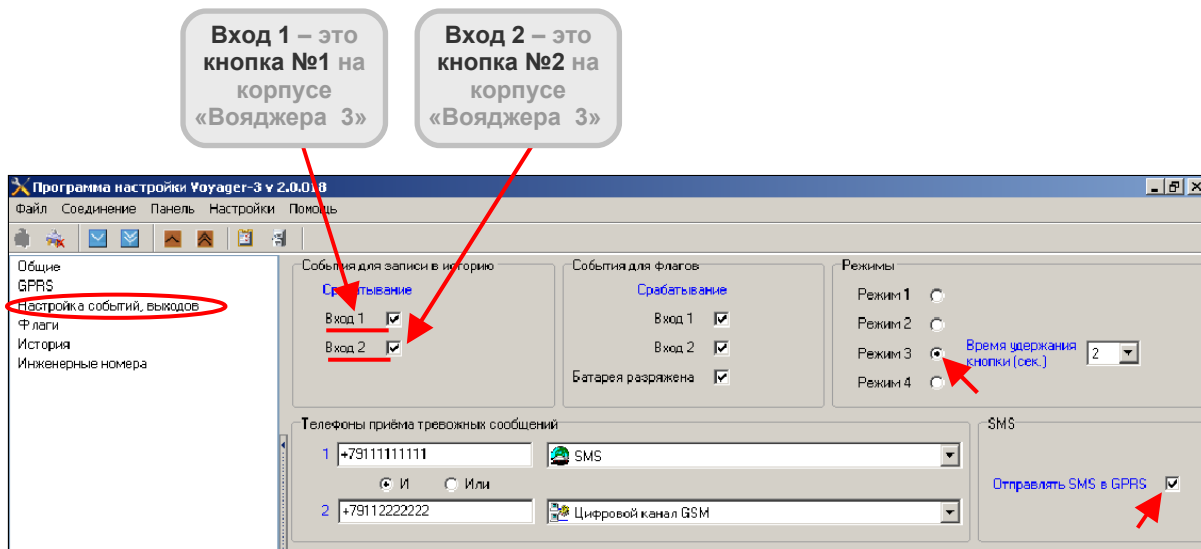 Вход 1 – это
кнопка №1 на
корпусе
«Вояджера 3»
Вход 2 – это
кнопка №2 на
корпусе
«Вояджера 3»
Программа настройки Voyager-3 v 2.0.018
Файл Соединение Панель Настройки Помощь
Общие
GPRS
Настройка событий, выходов
Флаги
История
Инженерные номера
События для записи в историю
Срабатывание
Вход 1
Вход 2
События для флагов
Срабатывание
Вход 1
Вход 2
Батарея разряжена
Режимы
Режим 1
Режим 2
Режим 3
Режим 4
Время удержания
кнопки (сек.)
2
Телефоны приёма тревожных сообщений
1 +79111111111 SMS
И Или
2 +79112222222 Цифровой канал GSM
SMS
Отправлять SMS в GPRS